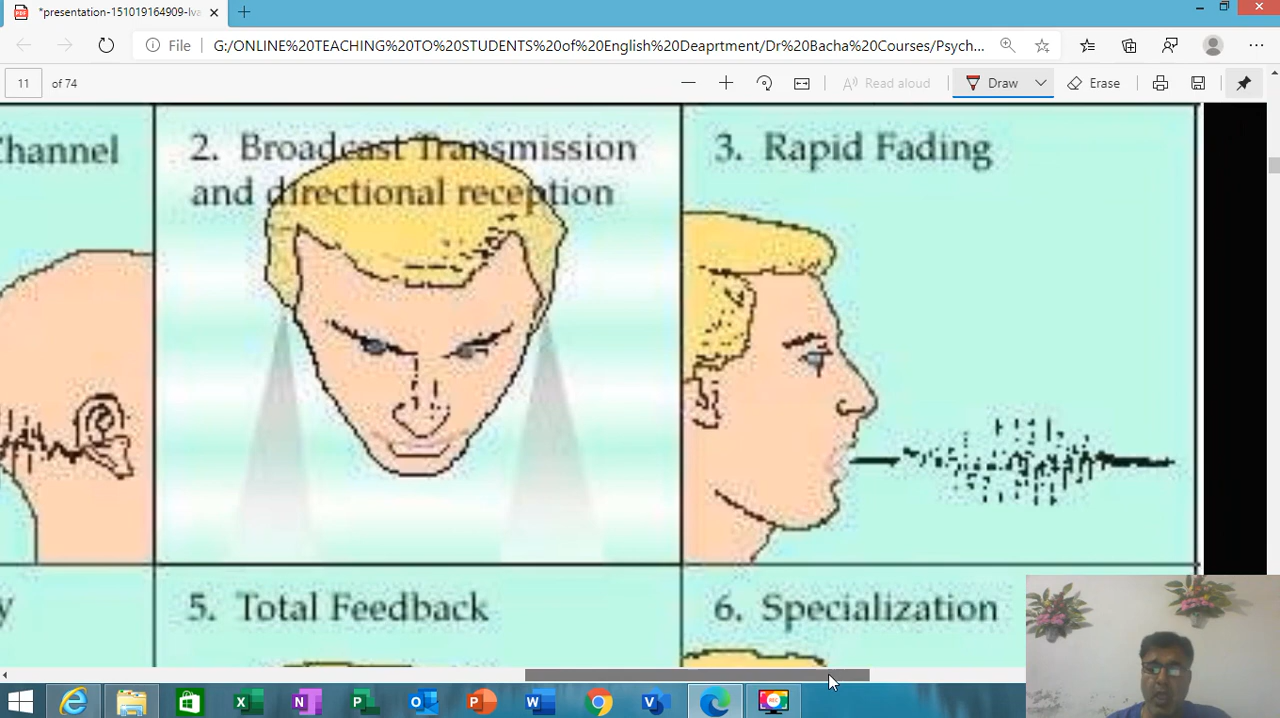 *presentation-151019164909-lva
File
G:/ONLINE%20TEACHING%20TO%20STUDENTS%20of%20English%20Deaprtment/Dr%20Bacha%20Courses/Psych...
11 of 74
Read aloud
Draw
Erase
Channel
2. Broadcast Transmission
and directional reception
3. Rapid Fading
y
5. Total Feedback
6. Specialization